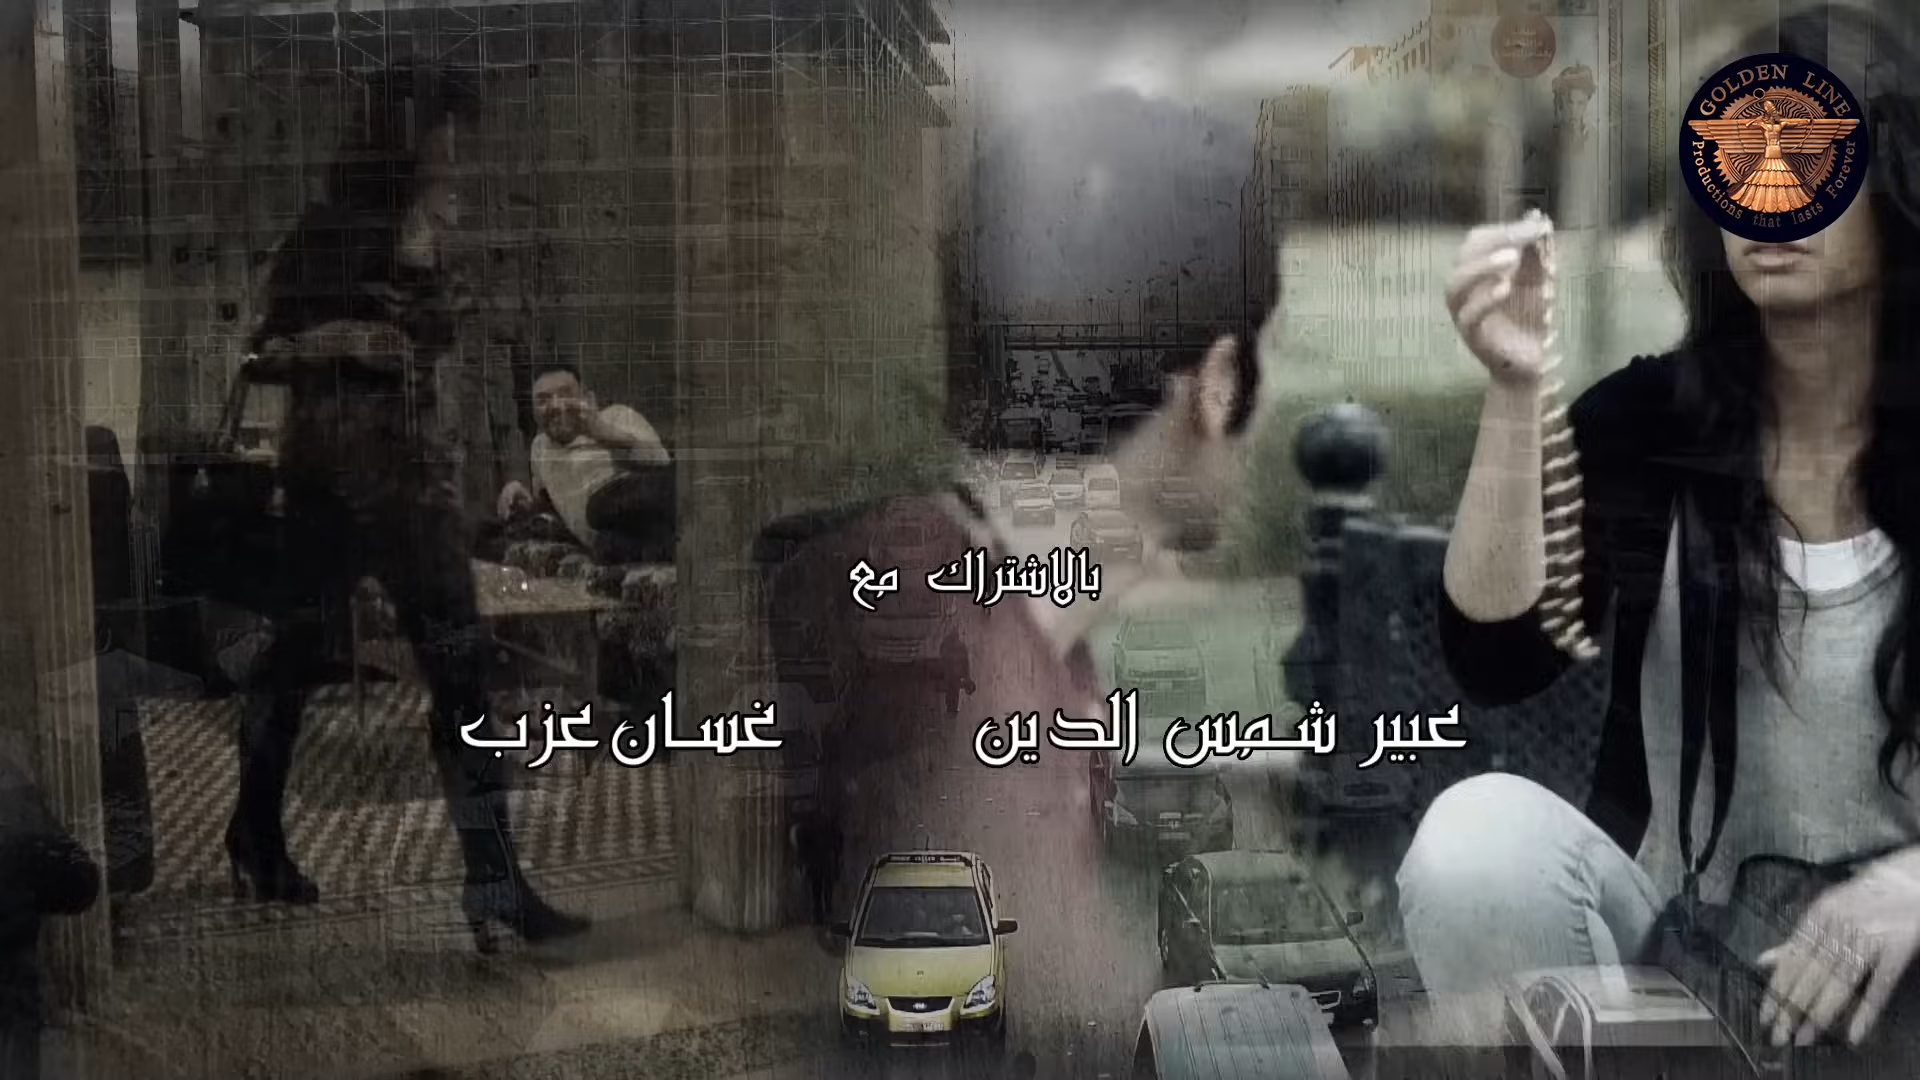 GOLDEN LINE
Productions that lasts Forever
بالاشتراك مع
عبير شمس الدين غسان عزب